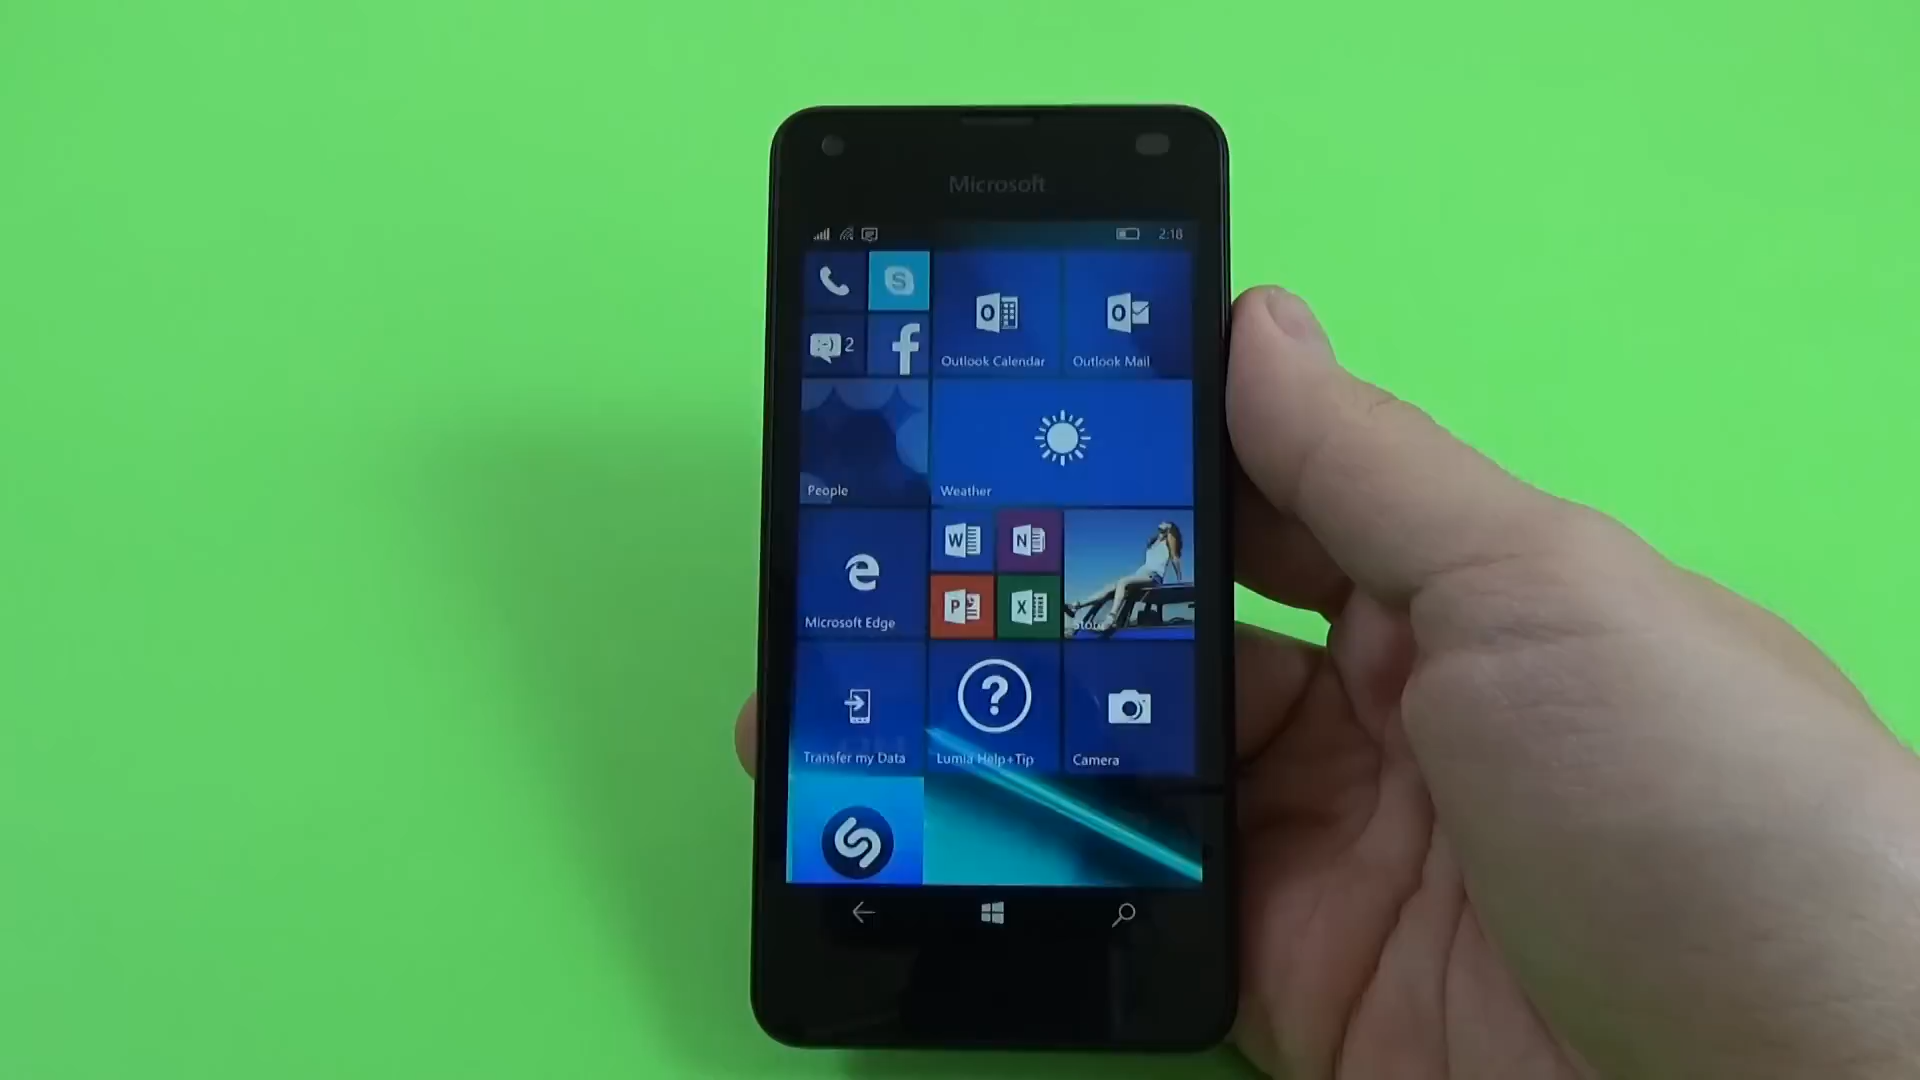 Microsoft
2:18
S
2
f
Outlook Calendar
Outlook Mail
People
Weather
W
N
P
X
Store
Microsoft Edge
Transfer my Data
Lumia Help+Tip
Camera